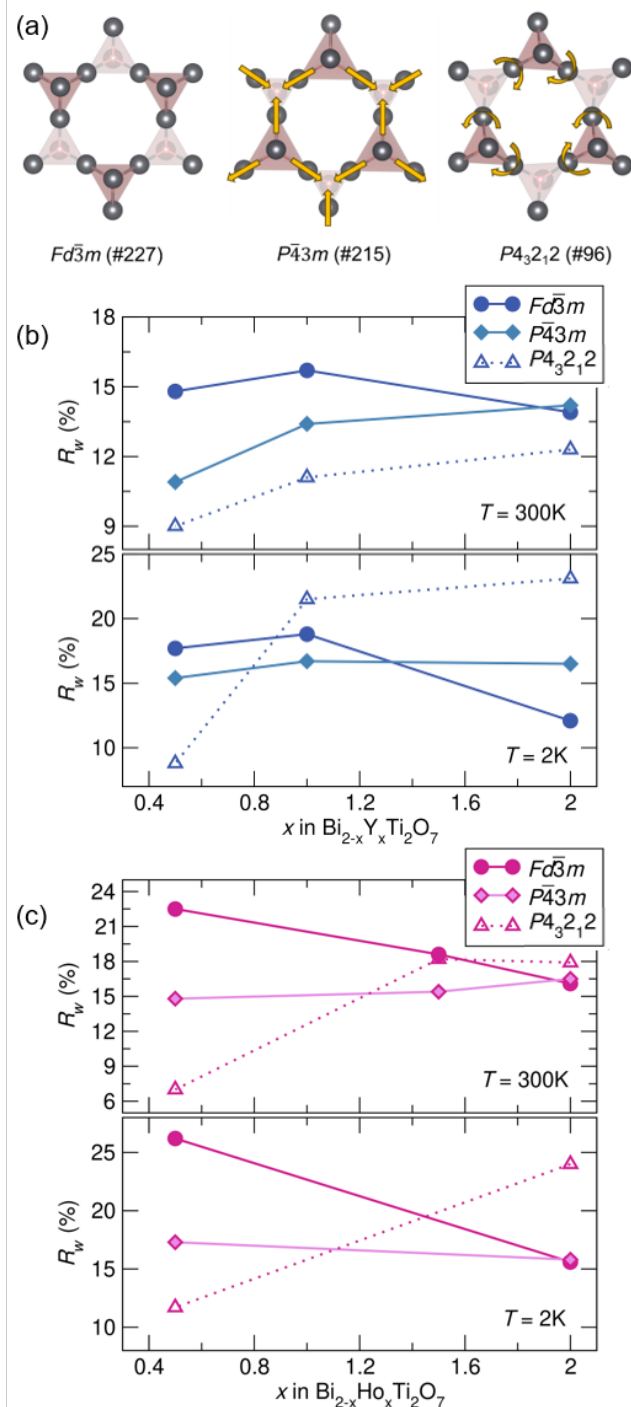 (a)
Fd3̅m (#227)
P4̅3m (#215)
P4₃2₁2 (#96)
(b)
Fd3̅m
P4̅3m
P4₃2₁2
18
15
12
9
R_w (%)
T = 300K
25
20
15
10
R_w (%)
T = 2K
0.4
0.8
1.2
1.6
2
x in Bi₂₋ₓYₓTi₂O₇
(c)
Fd3̅m
P4̅3m
P4₃2₁2
24
21
18
15
12
9
6
R_w (%)
T = 300K
25
20
15
10
R_w (%)
T = 2K
0.4
0.8
1.2
1.6
2
x in Bi₂₋ₓHoₓTi₂O₇